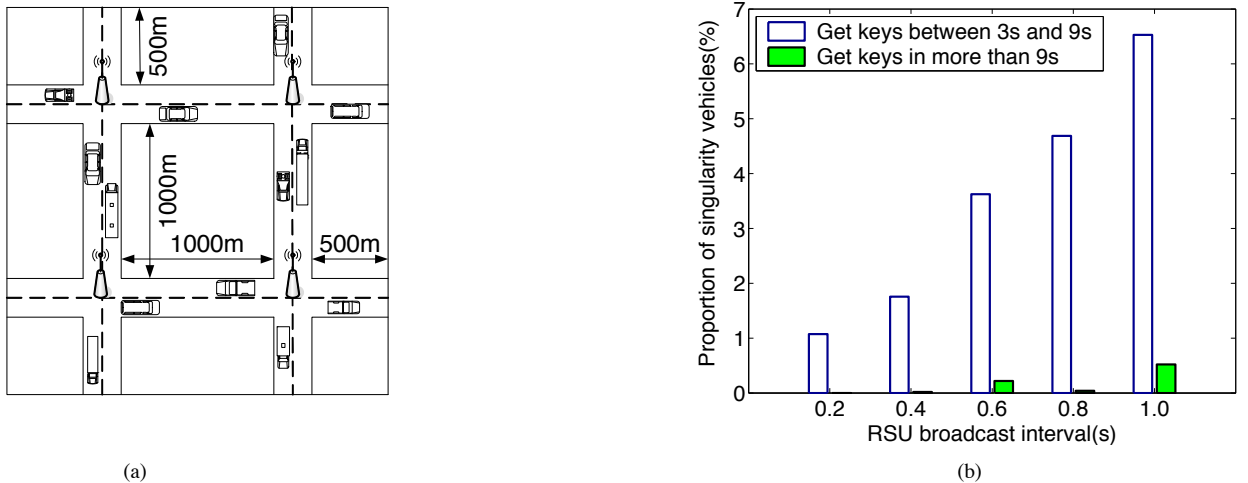 500m
1000m
1000m
500m
(a)
7
6
5
4
3
2
1
0
Proportion of singularity vehicles(%)
Get keys between 3s and 9s
Get keys in more than 9s
0.2 0.4 0.6 0.8 1.0
RSU broadcast interval(s)
(b)